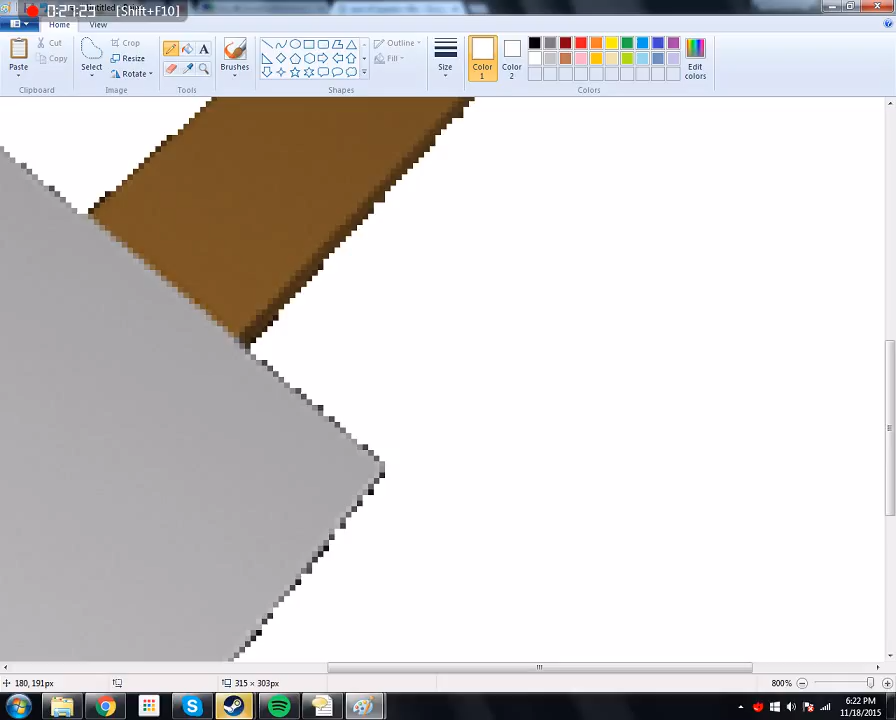 0:27:23 [Shift+F10]
Home View
Paste
Cut
Copy
Clipboard
Select
Crop
Resize
Rotate
Image
A
Tools
Brushes
Outline
Fill
Shapes
Size
Color 1
Color 2
Edit colors
Colors
180, 191px
315 × 303px
800%
6:22 PM
11/18/2015